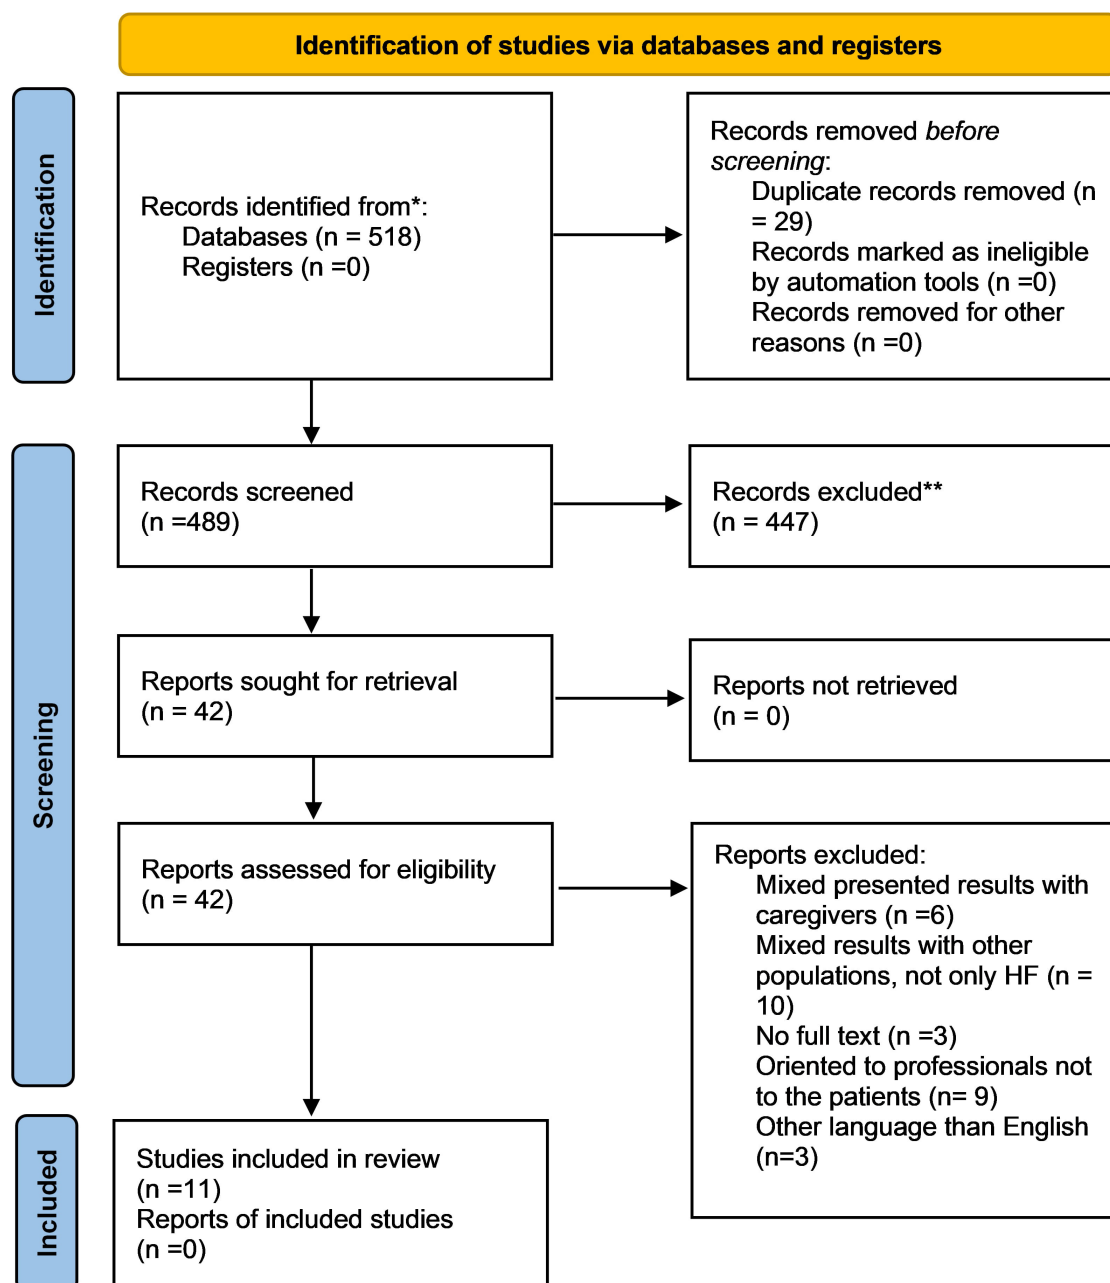 Identification of studies via databases and registers
Identification
Records identified from*:
Databases (n = 518)
Registers (n =0)
Records removed before
screening:
Duplicate records removed (n
= 29)
Records marked as ineligible
by automation tools (n =0)
Records removed for other
reasons (n =0)
Screening
Records screened
(n =489)
Records excluded**
(n = 447)
Reports sought for retrieval
(n = 42)
Reports not retrieved
(n = 0)
Reports assessed for eligibility
(n = 42)
Reports excluded:
Mixed presented results with
caregivers (n =6)
Mixed results with other
populations, not only HF (n =
10)
No full text (n =3)
Oriented to professionals not
to the patients (n= 9)
Other language than English
(n=3)
Included
Studies included in review
(n =11)
Reports of included studies
(n =0)